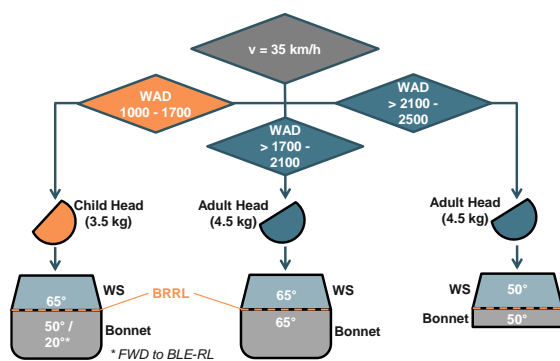 v = 35 km/h
WAD
1000 - 1700
WAD
> 1700 -
2100
WAD
> 2100 -
2500
Child Head
(3.5 kg)
Adult Head
(4.5 kg)
Adult Head
(4.5 kg)
65°
WS
BRRL
50° /
20°*
Bonnet
* FWD to BLE-RL
65°
WS
65°
Bonnet
50°
WS
Bonnet
50°